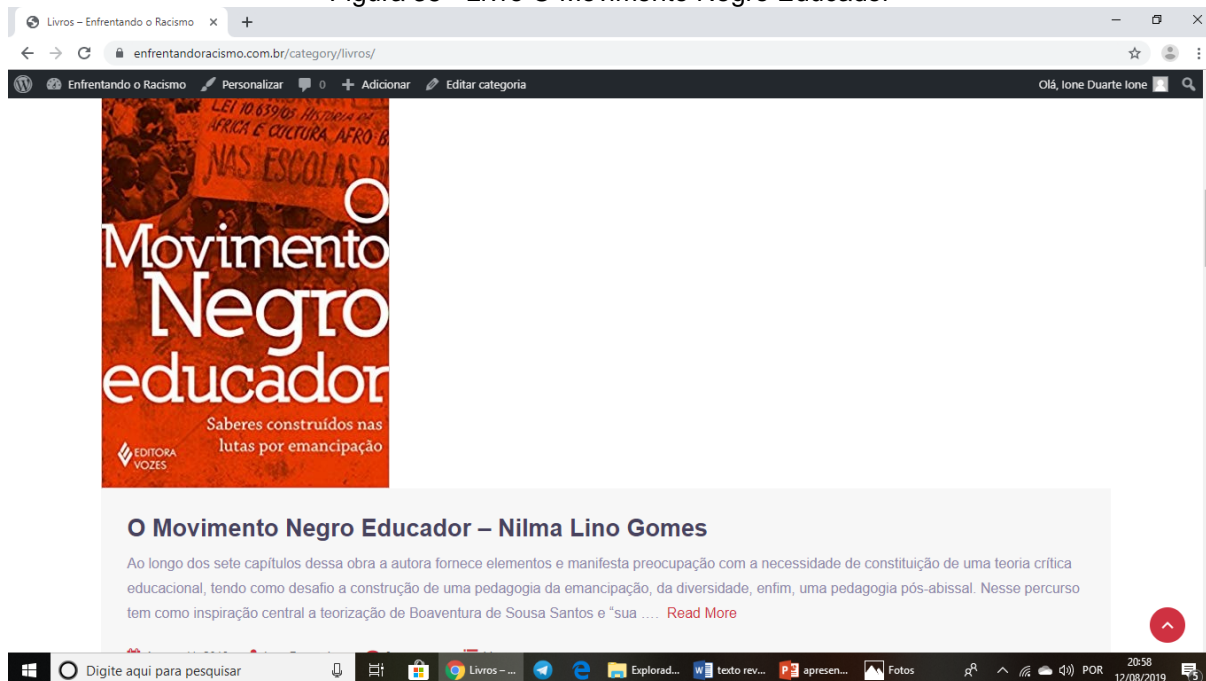 Livros – Enfrentando o Racismo
enfrentandoracismo.com.br/category/livros/
Enfrentando o Racismo Personalizar 0 Adicionar Editar categoria Olá, Ione Duarte Ione
LEI 10.639/03 HISTÓRIA DA
ÁFRICA E CULTURA AFRO-B
NAS ESCOLAS D
O
Movimento
Negro
educador
Saberes construídos nas
lutas por emancipação
EDITORA
VOZES
O Movimento Negro Educador – Nilma Lino Gomes
Ao longo dos sete capítulos dessa obra a autora fornece elementos e manifesta preocupação com a necessidade de constituição de uma teoria crítica
educacional, tendo como desafio a construção de uma pedagogia da emancipação, da diversidade, enfim, uma pedagogia pós-abissal. Nesse percurso
tem como inspiração central a teorização de Boaventura de Sousa Santos e “sua …. Read More
Digite aqui para pesquisar Livros – ... Explorad... texto rev... apresen... Fotos POR 20:58
12/08/2019 5